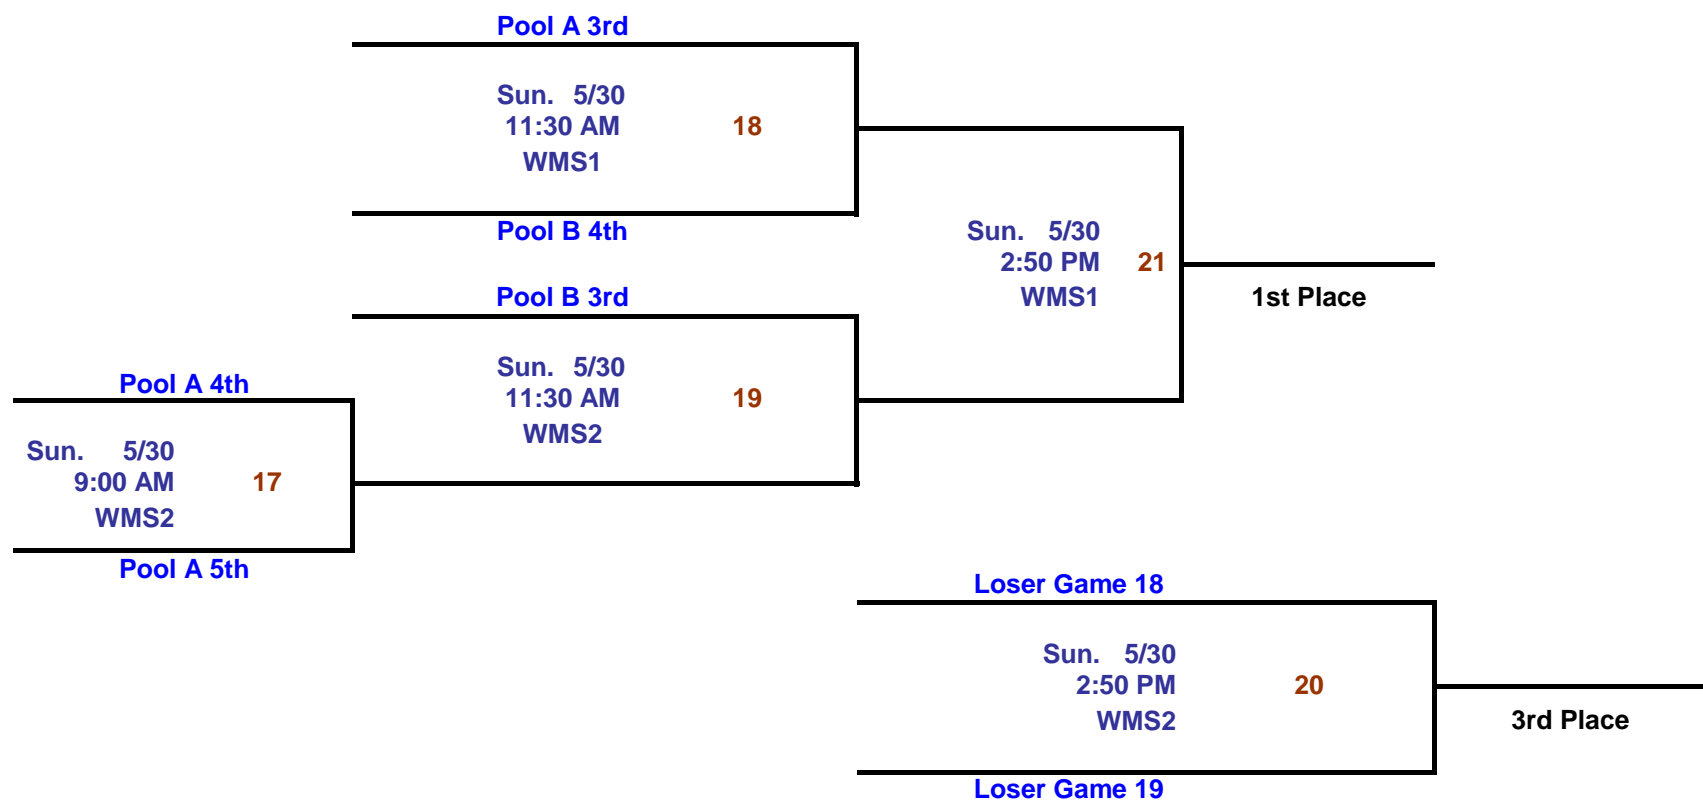 Pool A 3rd
Sun. 5/30
11:30 AM 18
WMS1
Pool B 4th
Sun. 5/30
2:50 PM 21
WMS1
1st Place
Pool B 3rd
Sun. 5/30
11:30 AM 19
WMS2
Pool A 4th
Sun. 5/30
9:00 AM 17
WMS2
Pool A 5th
Loser Game 18
Sun. 5/30
2:50 PM 20
WMS2
3rd Place
Loser Game 19